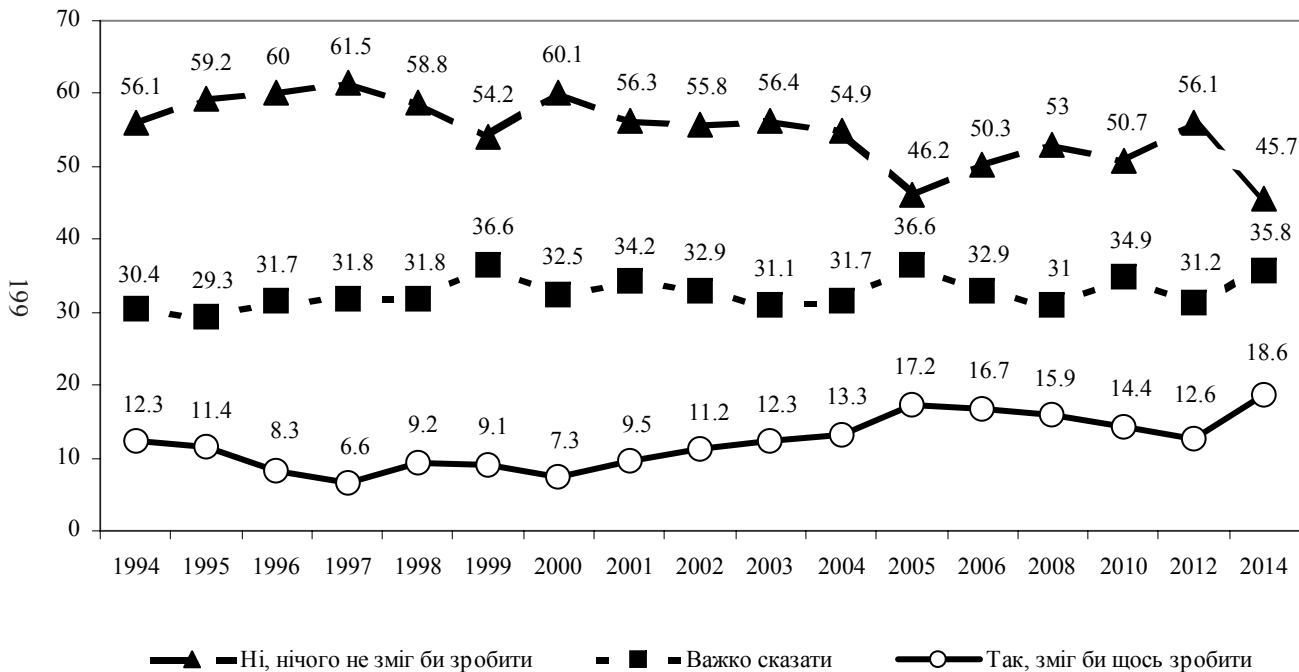 70
60
50
40
30
20
10
0
56.1 59.2 60 61.5 58.8 54.2 60.1 56.3 55.8 56.4 54.9 46.2 50.3 53 50.7 56.1 45.7
30.4 29.3 31.7 31.8 31.8 36.6 32.5 34.2 32.9 31.1 31.7 36.6 32.9 31 34.9 31.2 35.8
12.3 11.4 8.3 6.6 9.2 9.1 7.3 9.5 11.2 12.3 13.3 17.2 16.7 15.9 14.4 12.6 18.6
1994 1995 1996 1997 1998 1999 2000 2001 2002 2003 2004 2005 2006 2008 2010 2012 2014
Ні, нічого не зміг би зробити Важко сказати Так, зміг би щось зробити
199